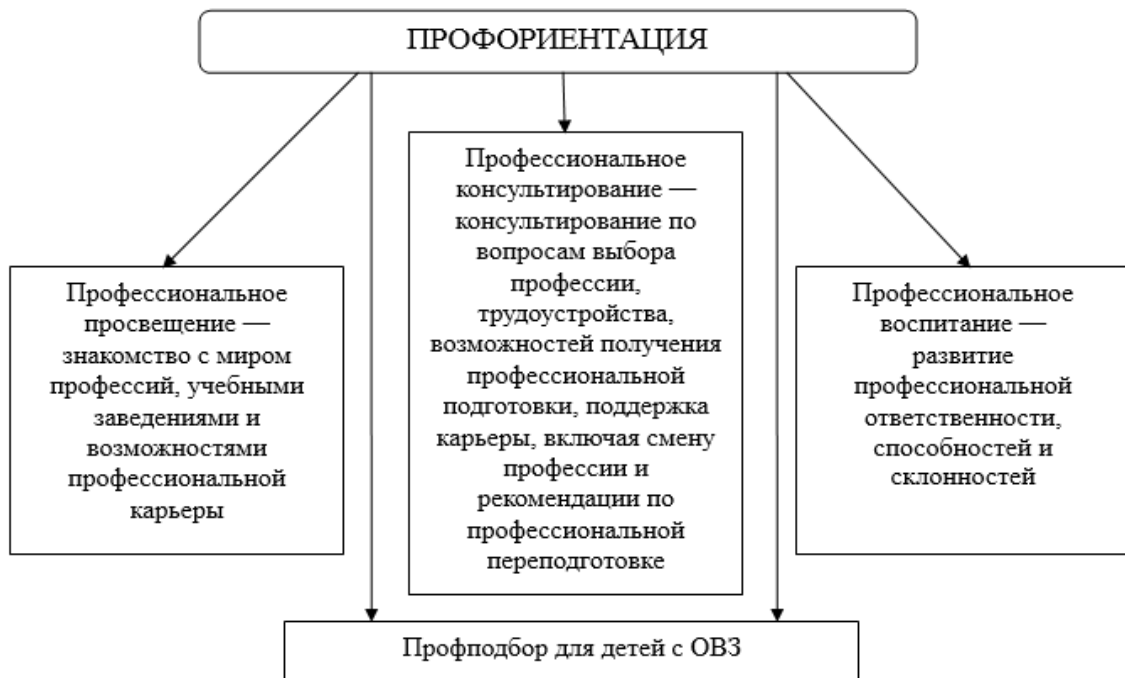 ПРОФОРИЕНТАЦИЯ
Профессиональное
просвещение —
знакомство с миром
профессий, учебными
заведениями и
возможностями
профессиональной
карьеры
Профессиональное
консультирование —
консультирование по
вопросам выбора
профессии,
трудоустройства,
возможностей получения
профессиональной
подготовки, поддержка
карьеры, включая смену
профессии и
рекомендации по
профессиональной
переподготовке
Профессиональное
воспитание —
развитие
профессиональной
ответственности,
способностей и
склонностей
Профподбор для детей с ОВЗ